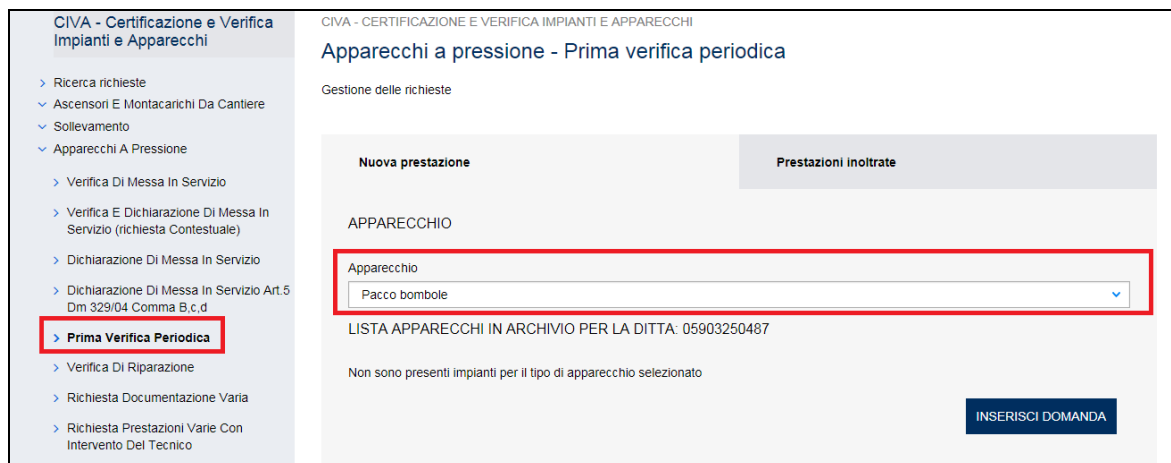 CIVA - Certificazione e Verifica
Impianti e Apparecchi
Ricerca richieste
Ascensori E Montacarichi Da Cantiere
Sollevamento
Apparecchi A Pressione
Verifica Di Messa In Servizio
Verifica E Dichiarazione Di Messa In
Servizio (richiesta Contestuale)
Dichiarazione Di Messa In Servizio
Dichiarazione Di Messa In Servizio Art.5
Dm 329/04 Comma B,c,d
Prima Verifica Periodica
Verifica Di Riparazione
Richiesta Documentazione Varia
Richiesta Prestazioni Varie Con
Intervento Del Tecnico
CIVA - CERTIFICAZIONE E VERIFICA IMPIANTI E APPARECCHI
Apparecchi a pressione - Prima verifica periodica
Gestione delle richieste
Nuova prestazione
Prestazioni inoltrate
APPARECCHIO
Apparecchio
Pacco bombole
LISTA APPARECCHI IN ARCHIVIO PER LA DITTA: 05903250487
Non sono presenti impianti per il tipo di apparecchio selezionato
INSERISCI DOMANDA